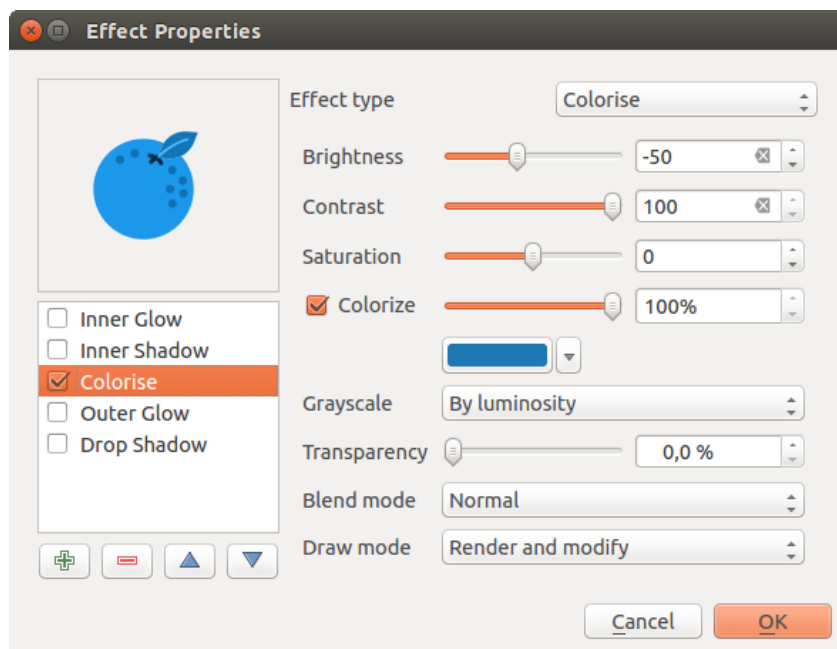 Effect Properties
Effect type
Colorise
Brightness
-50
Contrast
100
Saturation
0
Colorize
100%
Inner Glow
Inner Shadow
Colorise
Outer Glow
Drop Shadow
Grayscale
By luminosity
Transparency
0,0 %
Blend mode
Normal
Draw mode
Render and modify
Cancel
OK